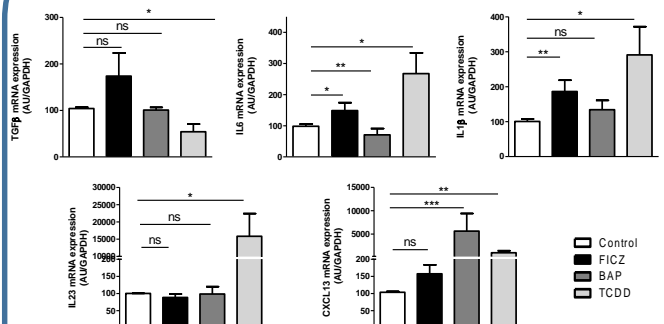 TGFβ mRNA expression
(AU/GAPDH)
300
200
100
0
ns
ns
*
IL6 mRNA expression
(AU/GAPDH)
400
300
200
100
0
*
**
*
IL1β mRNA expression
(AU/GAPDH)
400
300
200
100
0
**
ns
*
IL23 mRNA expression
(AU/GAPDH)
30000
25000
20000
15000
10000
200
150
100
50
ns
ns
*
CXCL13 mRNA expression
(AU/GAPDH)
15000
10000
5000
200
150
100
50
ns
***
**
Control
FICZ
BAP
TCDD